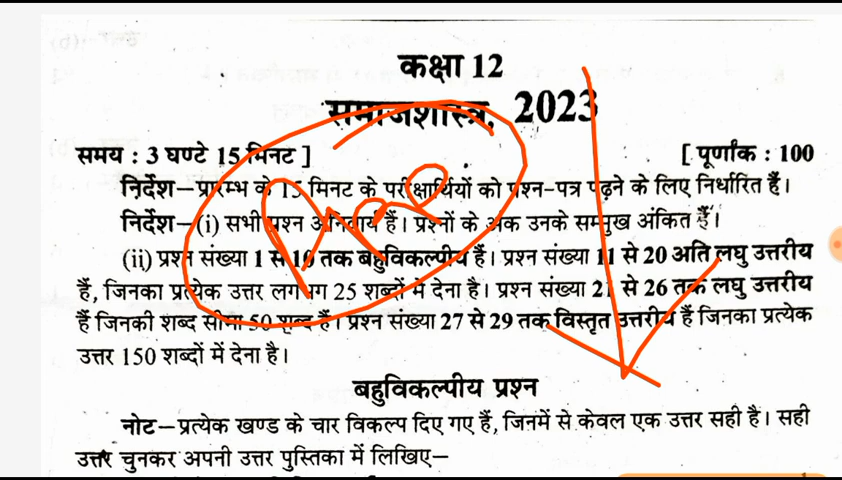 कक्षा 12
समाजशास्त्र, 2023
समय : 3 घण्टे 15 मिनट ] [ पूर्णांक : 100
निर्देश–प्रारम्भ के 15 मिनट के परीक्षार्थियों को प्रश्न-पत्र पढ़ने के लिए निर्धारित हैं।
निर्देश–(i) सभी प्रश्न अनिवार्य हैं। प्रश्नों के अंक उनके सम्मुख अंकित हैं।
(ii) प्रश्न संख्या 1 से 10 तक बहुविकल्पीय हैं। प्रश्न संख्या 11 से 20 अति लघु उत्तरीय
हैं, जिनका प्रत्येक उत्तर लगभग 25 शब्दों में देना है। प्रश्न संख्या 21 से 26 तक लघु उत्तरीय
हैं जिनकी शब्द सीमा 50 शब्द हैं। प्रश्न संख्या 27 से 29 तक विस्तृत उत्तरीय हैं जिनका प्रत्येक
उत्तर 150 शब्दों में देना है।
बहुविकल्पीय प्रश्न
नोट–प्रत्येक खण्ड के चार विकल्प दिए गए हैं, जिनमें से केवल एक उत्तर सही है। सही
उत्तर चुनकर अपनी उत्तर पुस्तिका में लिखिए–